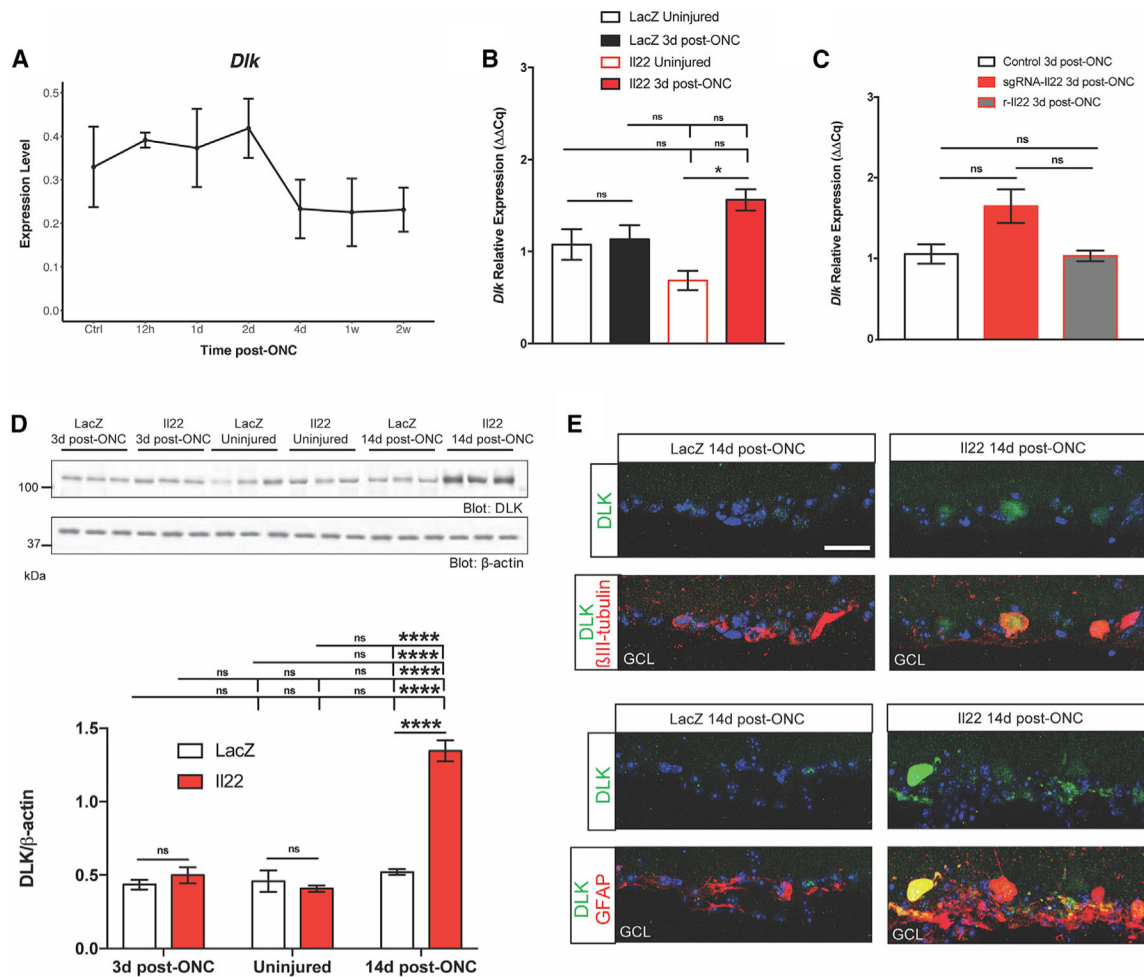 A
Dlk
Expression Level
0.5
0.4
0.3
0.2
0.1
0.0
Ctrl 12h 1d 2d 4d 1w 2w
Time post-ONC
B
LacZ Uninjured
LacZ 3d post-ONC
Il22 Uninjured
Il22 3d post-ONC
Dlk Relative Expression (ΔΔCq)
3
2
1
0
ns ns
ns ns
*
ns
C
Control 3d post-ONC
sgRNA-Il22 3d post-ONC
r-Il22 3d post-ONC
Dlk Relative Expression (ΔΔCq)
3
2
1
0
ns
ns ns
D
LacZ
3d post-ONC
Il22
3d post-ONC
LacZ
Uninjured
Il22
Uninjured
LacZ
14d post-ONC
Il22
14d post-ONC
100
Blot: DLK
37
Blot: β-actin
kDa
ns ****
ns ****
ns ns ns ****
ns ns ns ****
****
LacZ
Il22
ns
ns
DLK/β-actin
1.5
1.0
0.5
0.0
3d post-ONC Uninjured 14d post-ONC
E
LacZ 14d post-ONC
Il22 14d post-ONC
DLK
DLK
DLK
ßIII-tubulin
GCL
DLK
ßIII-tubulin
GCL
LacZ 14d post-ONC
Il22 14d post-ONC
DLK
DLK
DLK
GFAP
GCL
DLK
GFAP
GCL